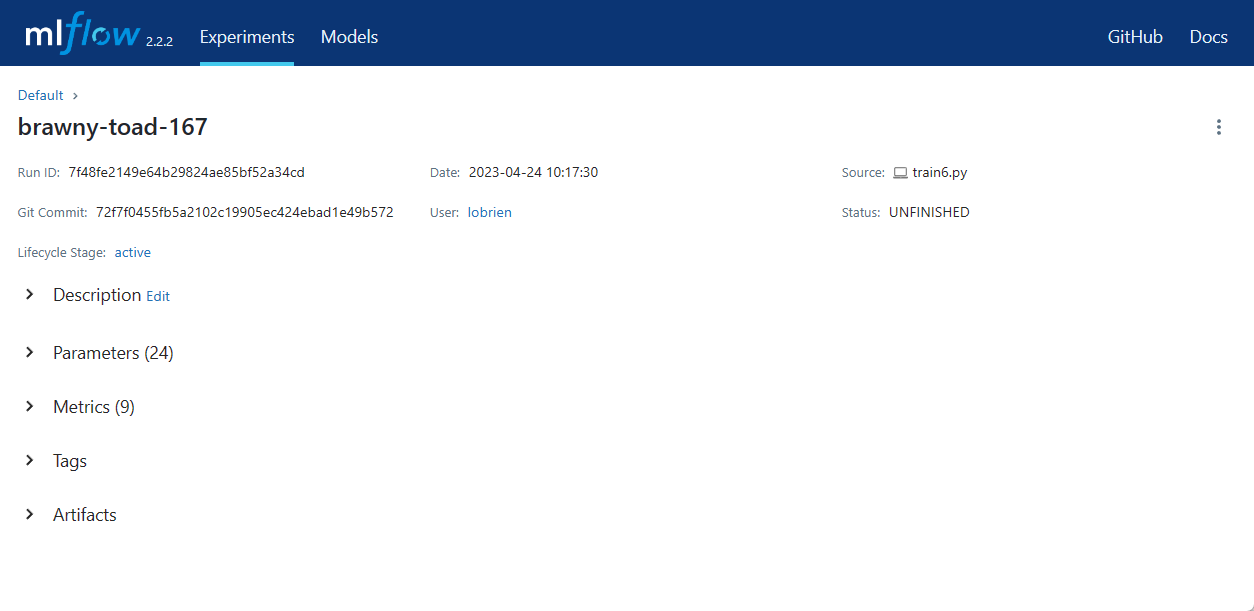 mlflow 2.2.2 Experiments Models GitHub Docs
Default
brawny-toad-167
Run ID: 7f48fe2149e64b29824ae85bf52a34cd Date: 2023-04-24 10:17:30 Source: train6.py
Git Commit: 72f7f0455fb5a2102c19905ec424ebad1e49b572 User: lobrien Status: UNFINISHED
Lifecycle Stage: active
Description Edit
Parameters (24)
Metrics (9)
Tags
Artifacts